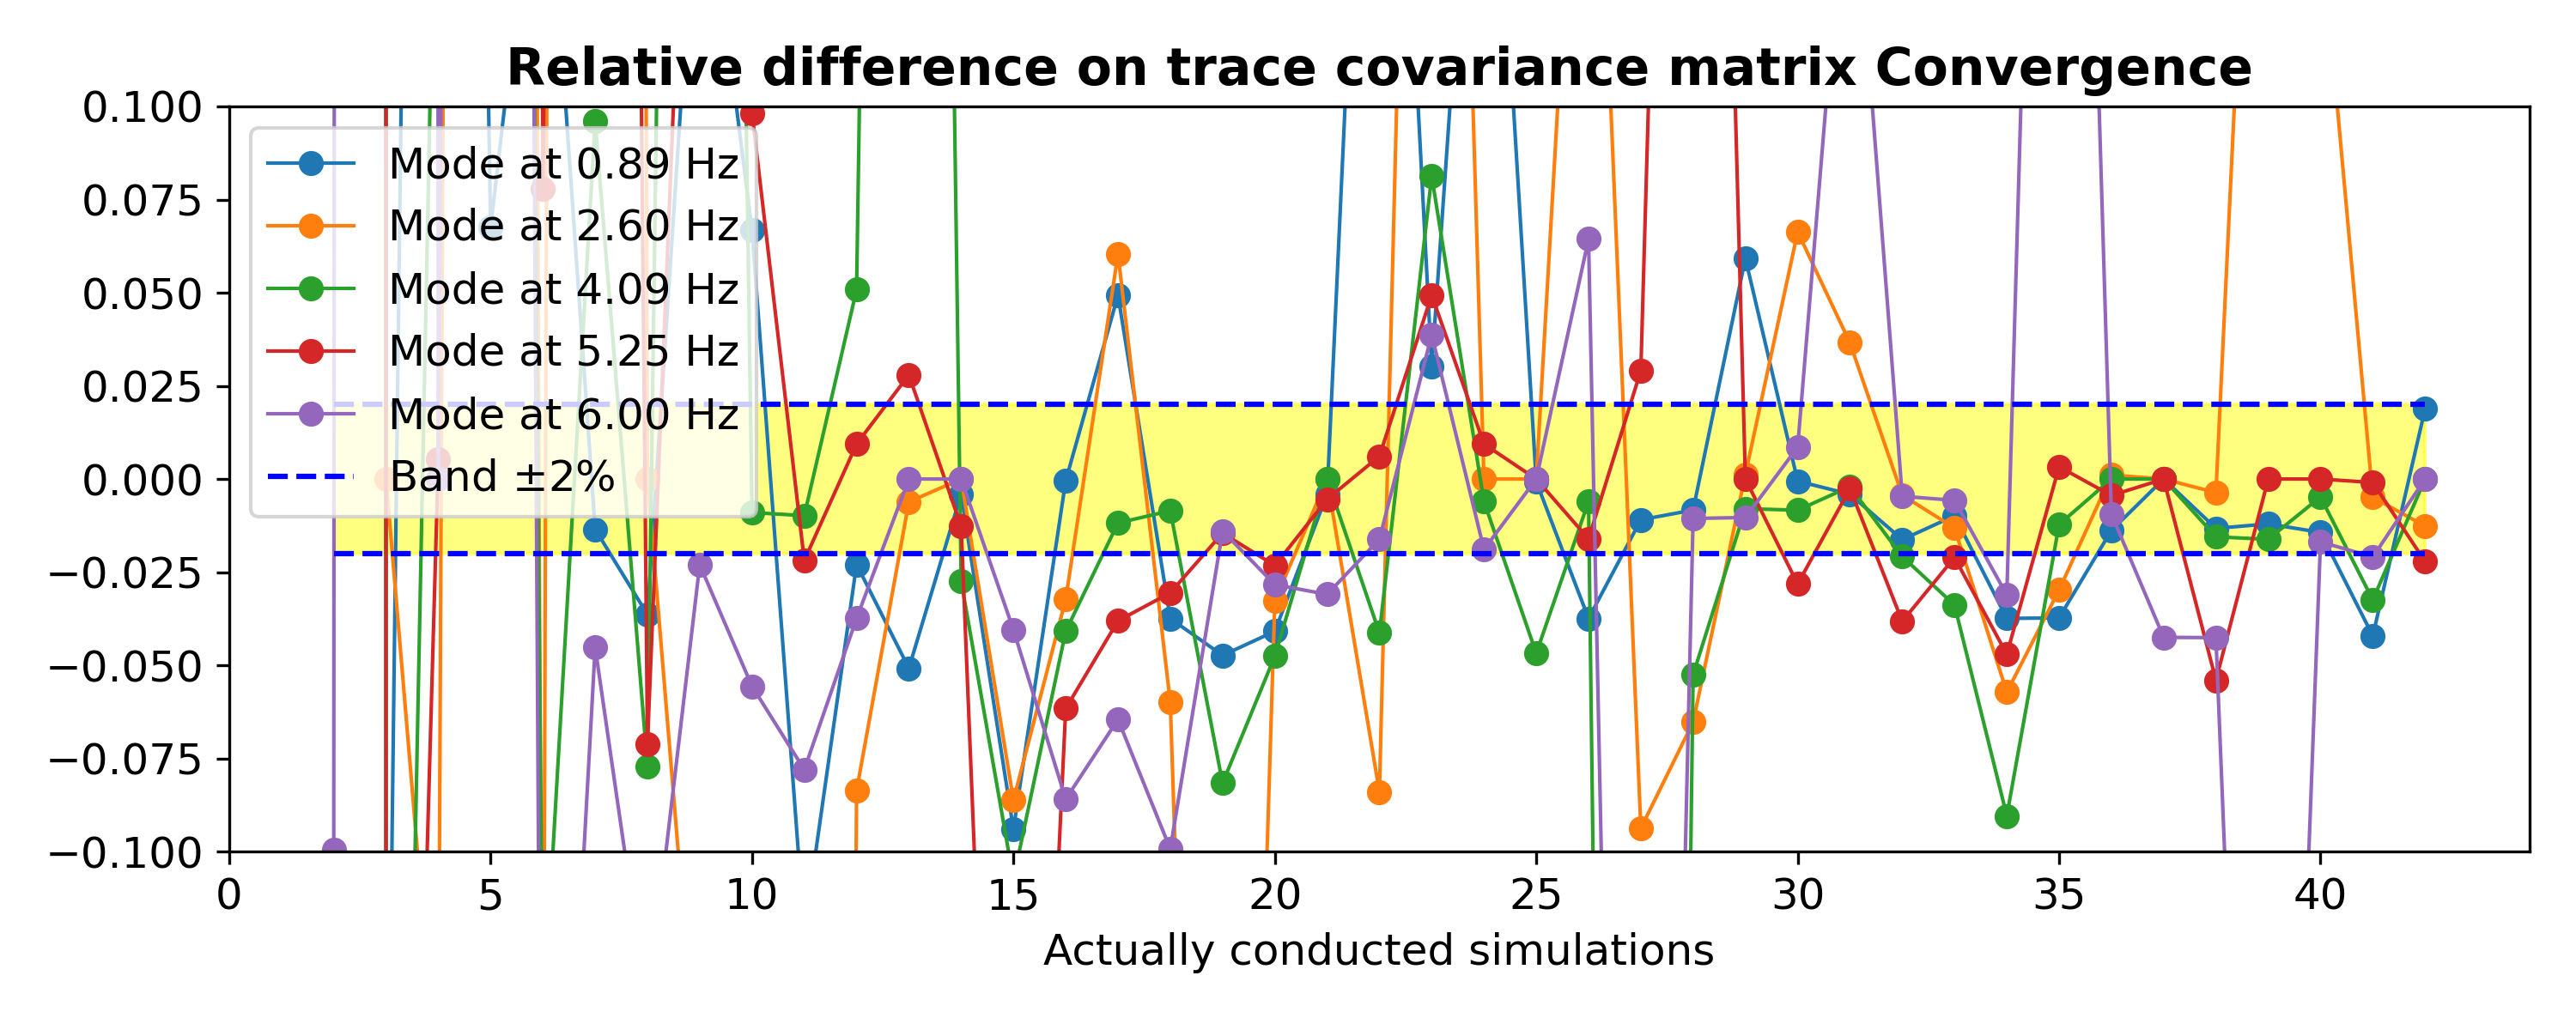 Relative difference on trace covariance matrix Convergence
0.100
0.075
0.050
0.025
0.000
−0.025
−0.050
−0.075
−0.100
Mode at 0.89 Hz
Mode at 2.60 Hz
Mode at 4.09 Hz
Mode at 5.25 Hz
Mode at 6.00 Hz
Band ±2%
0 5 10 15 20 25 30 35 40
Actually conducted simulations